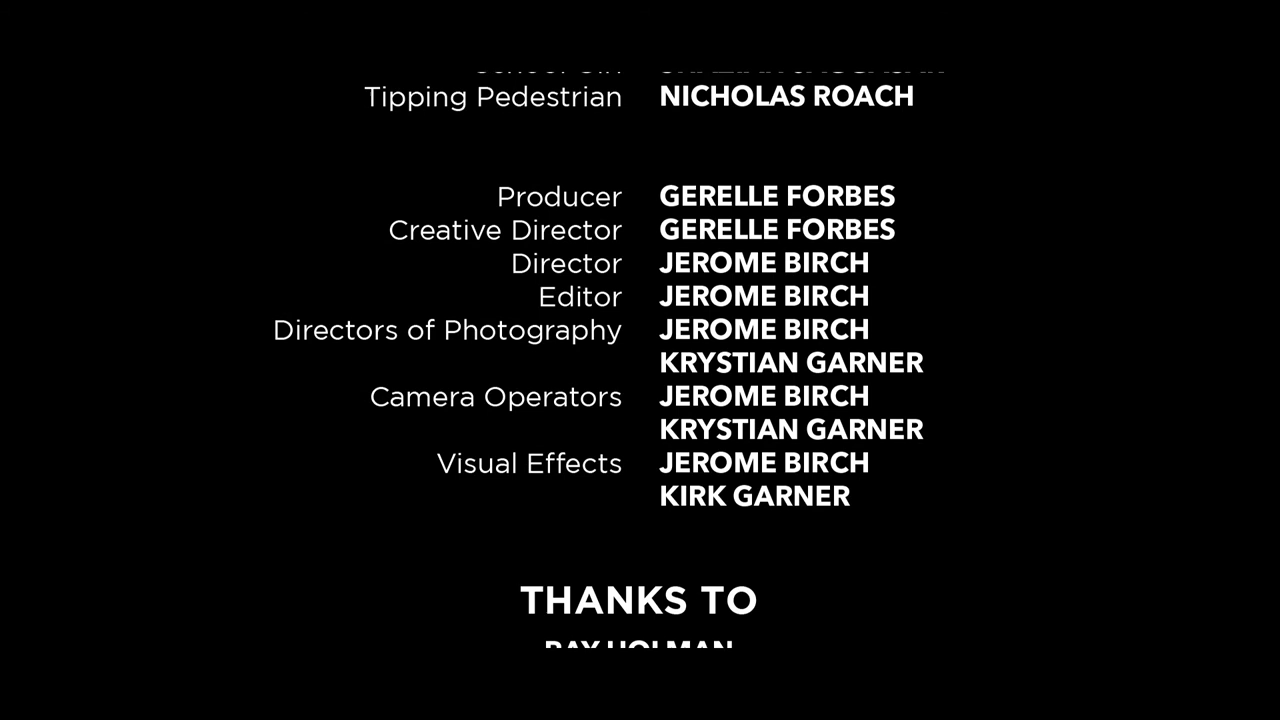 Tipping Pedestrian NICHOLAS ROACH
Producer GERELLE FORBES
Creative Director GERELLE FORBES
Director JEROME BIRCH
Editor JEROME BIRCH
Directors of Photography JEROME BIRCH
KRYSTIAN GARNER
Camera Operators JEROME BIRCH
KRYSTIAN GARNER
Visual Effects JEROME BIRCH
KIRK GARNER
THANKS TO
RAY HOLMAN